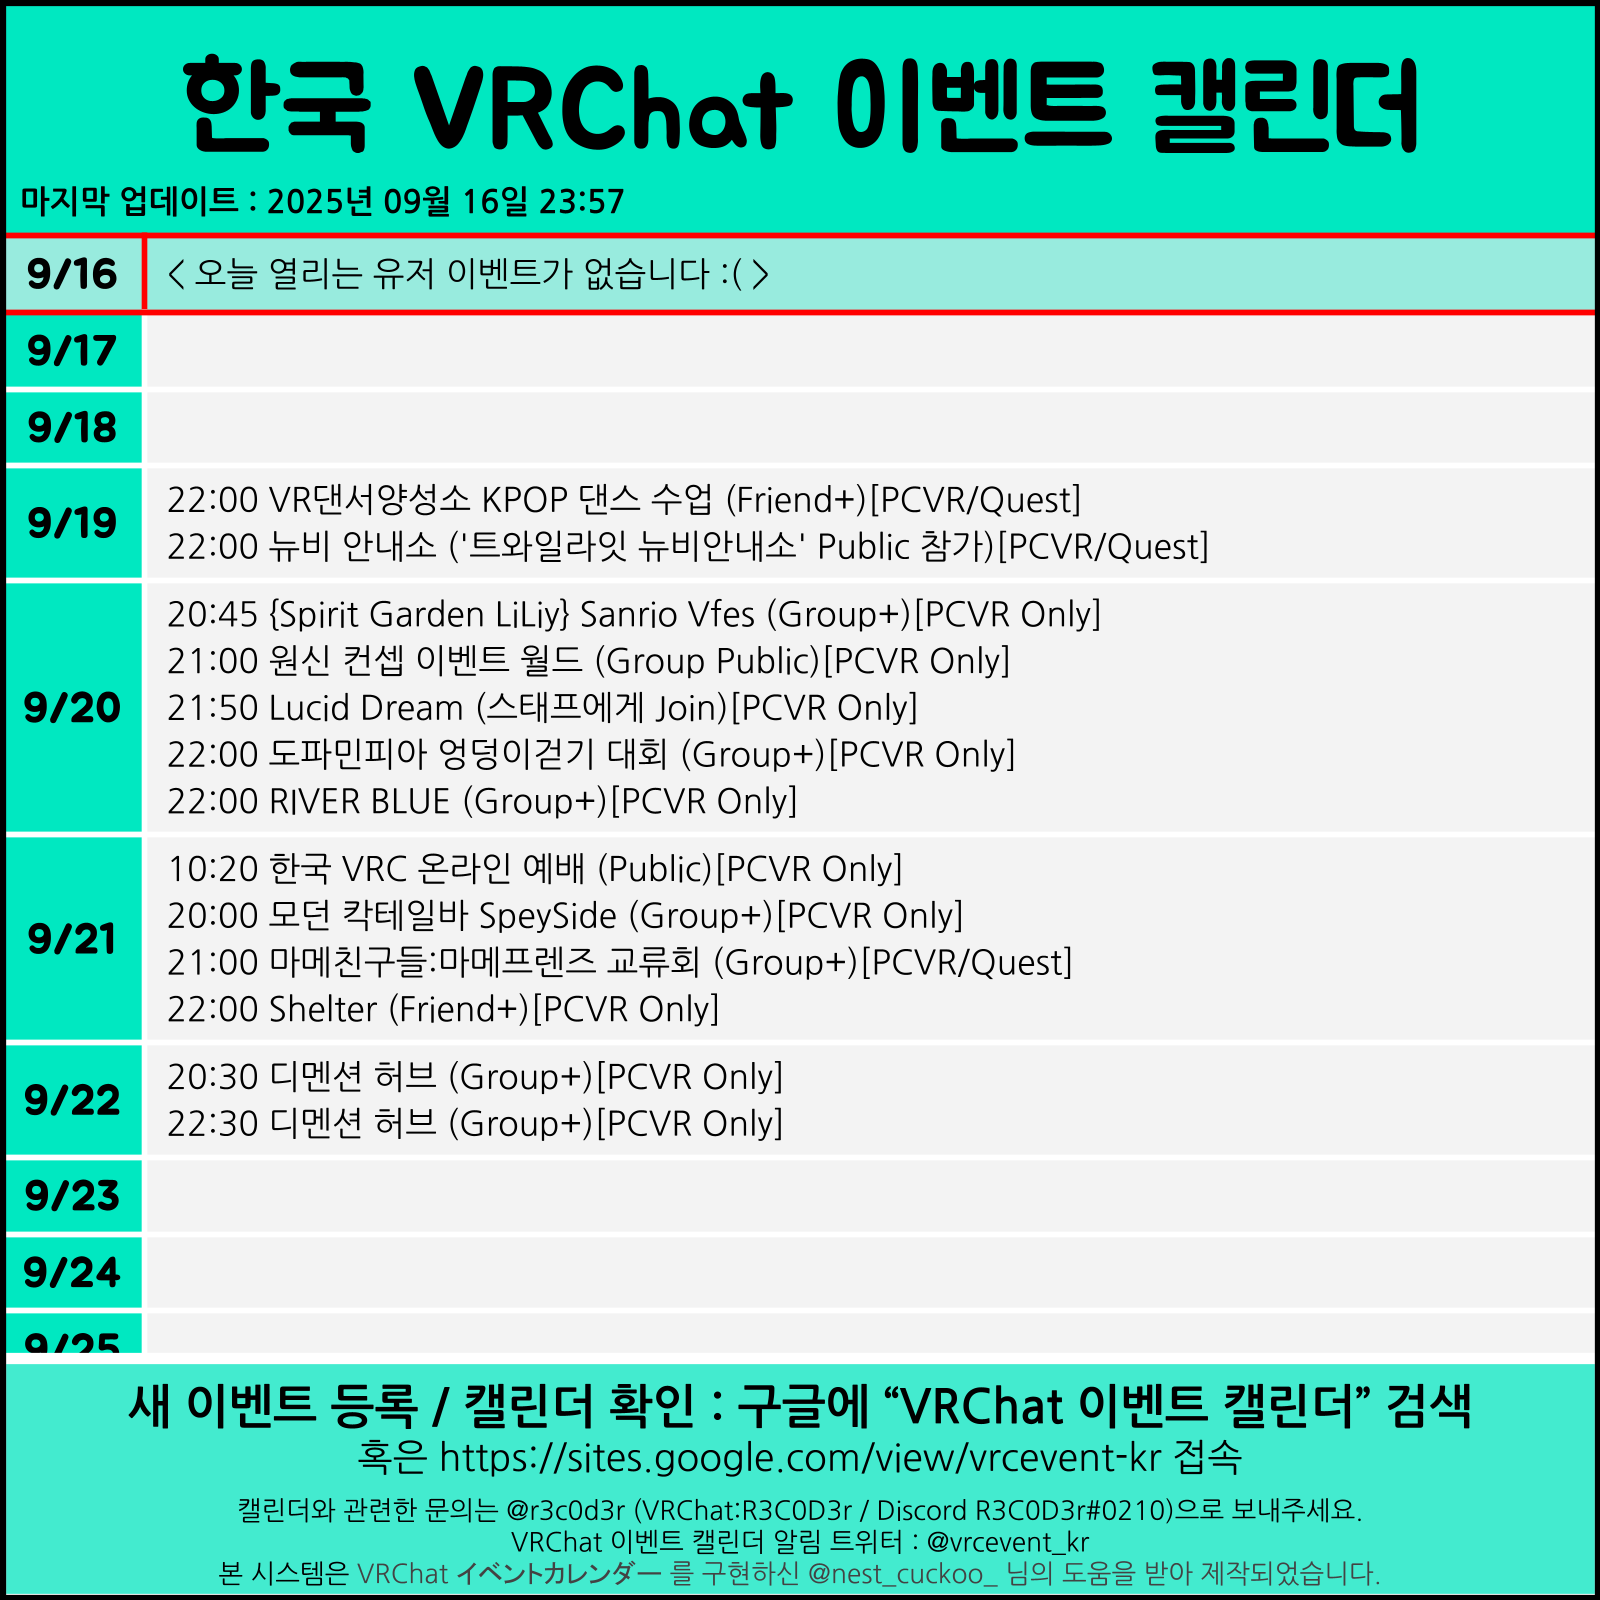 한국 VRChat 이벤트 캘린더
마지막 업데이트 : 2025년 09월 16일 23:57
9/16
< 오늘 열리는 유저 이벤트가 없습니다 :( >
9/17
9/18
9/19
22:00 VR댄서양성소 KPOP 댄스 수업 (Friend+)[PCVR/Quest]
22:00 뉴비 안내소 ('트와일라잇 뉴비안내소' Public 참가)[PCVR/Quest]
9/20
20:45 {Spirit Garden LiLiy} Sanrio Vfes (Group+)[PCVR Only]
21:00 원신 컨셉 이벤트 월드 (Group Public)[PCVR Only]
21:50 Lucid Dream (스태프에게 Join)[PCVR Only]
22:00 도파민피아 엉덩이걷기 대회 (Group+)[PCVR Only]
22:00 RIVER BLUE (Group+)[PCVR Only]
9/21
10:20 한국 VRC 온라인 예배 (Public)[PCVR Only]
20:00 모던 칵테일바 SpeySide (Group+)[PCVR Only]
21:00 마메친구들:마메프렌즈 교류회 (Group+)[PCVR/Quest]
22:00 Shelter (Friend+)[PCVR Only]
9/22
20:30 디멘션 허브 (Group+)[PCVR Only]
22:30 디멘션 허브 (Group+)[PCVR Only]
9/23
9/24
9/25
새 이벤트 등록 / 캘린더 확인 : 구글에 “VRChat 이벤트 캘린더” 검색
혹은 https://sites.google.com/view/vrcevent-kr 접속
캘린더와 관련한 문의는 @r3c0d3r (VRChat:R3C0D3r / Discord R3C0D3r#0210)으로 보내주세요.
VRChat 이벤트 캘린더 알림 트위터 : @vrcevent_kr
본 시스템은 VRChat イベントカレンダー 를 구현하신 @nest_cuckoo_ 님의 도움을 받아 제작되었습니다.